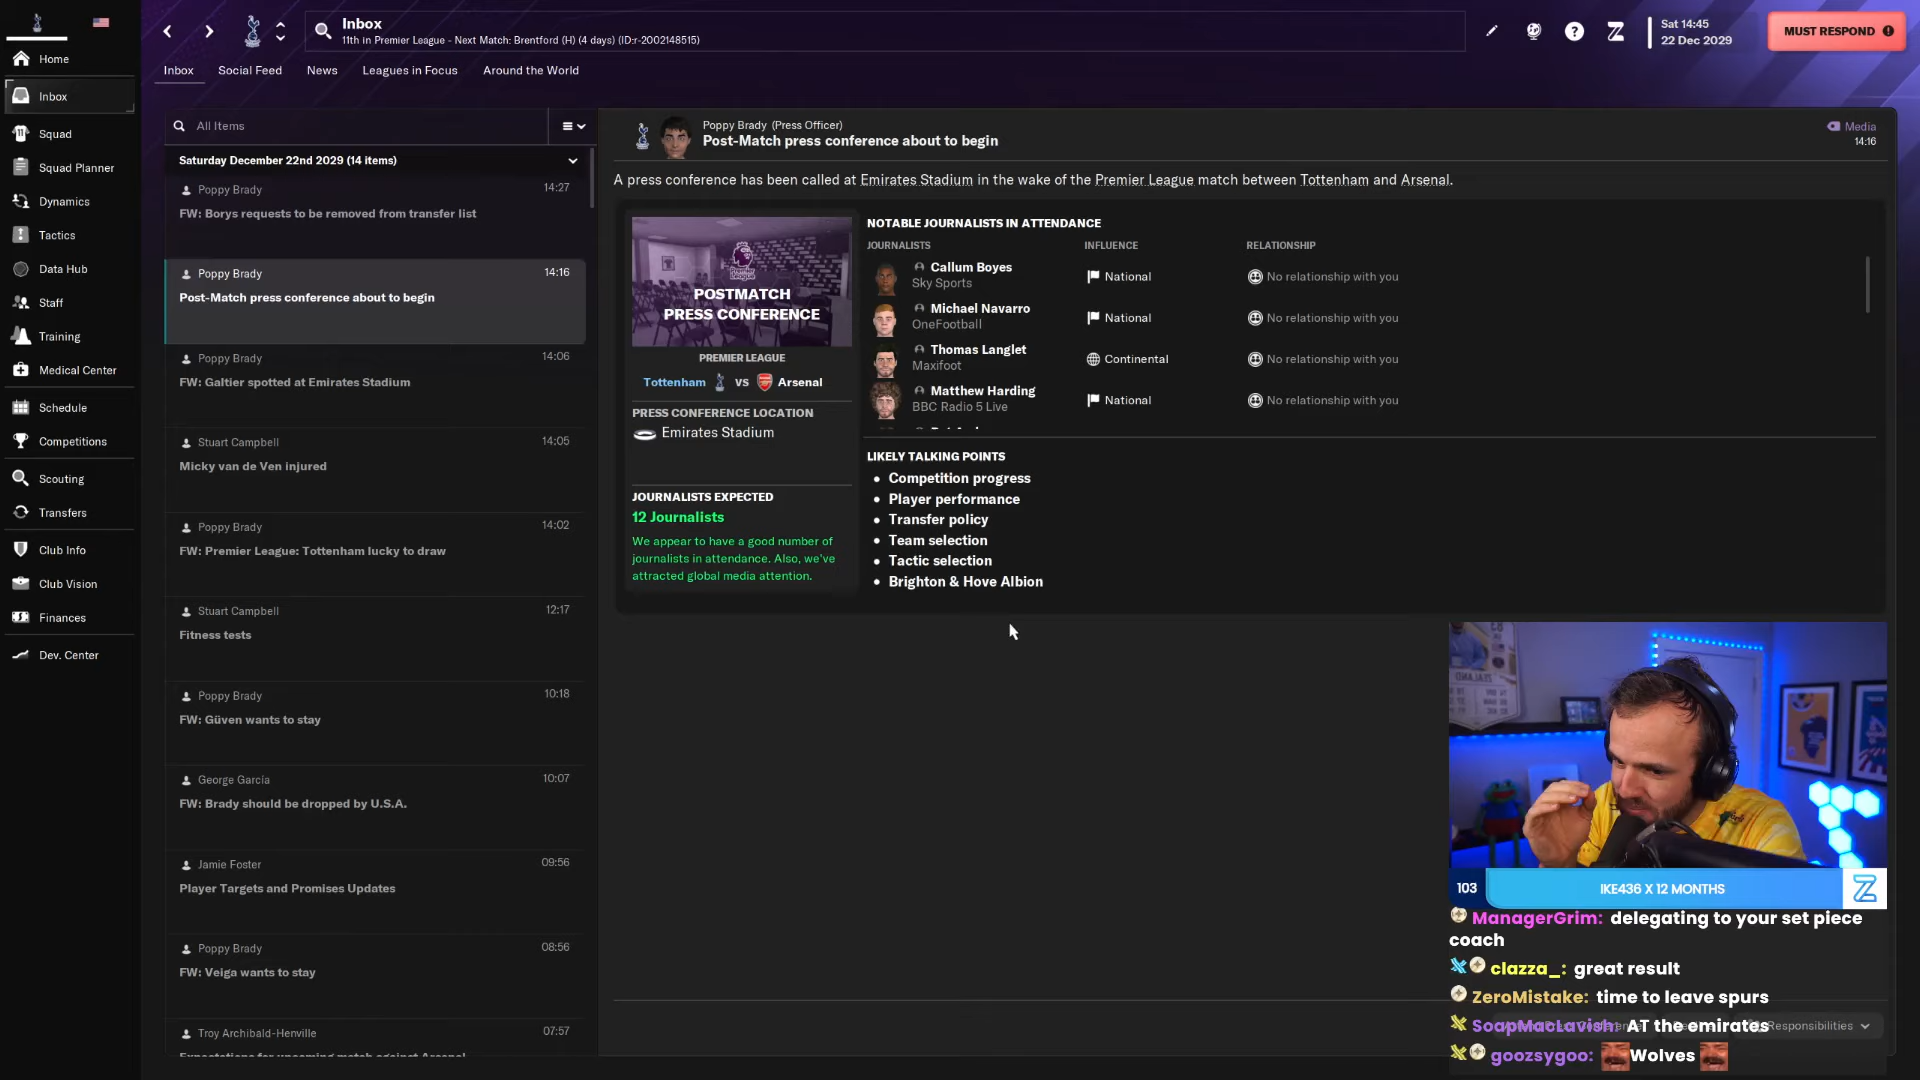 Inbox
11th in Premier League - Next Match: Brentford (H) (4 days) (ID:r-2002148515)
Sat 14:45
22 Dec 2029
MUST RESPOND
Home
Inbox
Squad
Squad Planner
Dynamics
Tactics
Data Hub
Staff
Training
Medical Center
Schedule
Competitions
Scouting
Transfers
Club Info
Club Vision
Finances
Dev. Center
Inbox
Social Feed
News
Leagues in Focus
Around the World
All Items
Saturday December 22nd 2029 (14 items)
Poppy Brady 14:27
FW: Borys requests to be removed from transfer list
Poppy Brady 14:16
Post-Match press conference about to begin
Poppy Brady 14:06
FW: Galtier spotted at Emirates Stadium
Stuart Campbell 14:05
Micky van de Ven injured
Poppy Brady 14:02
FW: Premier League: Tottenham lucky to draw
Stuart Campbell 12:17
Fitness tests
Poppy Brady 10:18
FW: Güven wants to stay
George García 10:07
FW: Brady should be dropped by U.S.A.
Jamie Foster 09:56
Player Targets and Promises Updates
Poppy Brady 08:56
FW: Veiga wants to stay
Troy Archibald-Henville 07:57
Expectations for upcoming match against Arsenal
Poppy Brady (Press Officer)
Post-Match press conference about to begin
Media
14:16
A press conference has been called at Emirates Stadium in the wake of the Premier League match between Tottenham and Arsenal.
POSTMATCH
PRESS CONFERENCE
PREMIER LEAGUE
Tottenham VS Arsenal
PRESS CONFERENCE LOCATION
Emirates Stadium
JOURNALISTS EXPECTED
12 Journalists
We appear to have a good number of
journalists in attendance. Also, we've
attracted global media attention.
NOTABLE JOURNALISTS IN ATTENDANCE
JOURNALISTS INFLUENCE RELATIONSHIP
Callum Boyes
Sky Sports
National
No relationship with you
Michael Navarro
OneFootball
National
No relationship with you
Thomas Langlet
Maxifoot
Continental
No relationship with you
Matthew Harding
BBC Radio 5 Live
National
No relationship with you
LIKELY TALKING POINTS
Competition progress
Player performance
Transfer policy
Team selection
Tactic selection
Brighton & Hove Albion
103 IKE436 X 12 MONTHS
ManagerGrim: delegating to your set piece
coach
clazza_: great result
ZeroMistake: time to leave spurs
SoapMacLavish: AT the emirates
Responsibilities
goozsygoo: Wolves